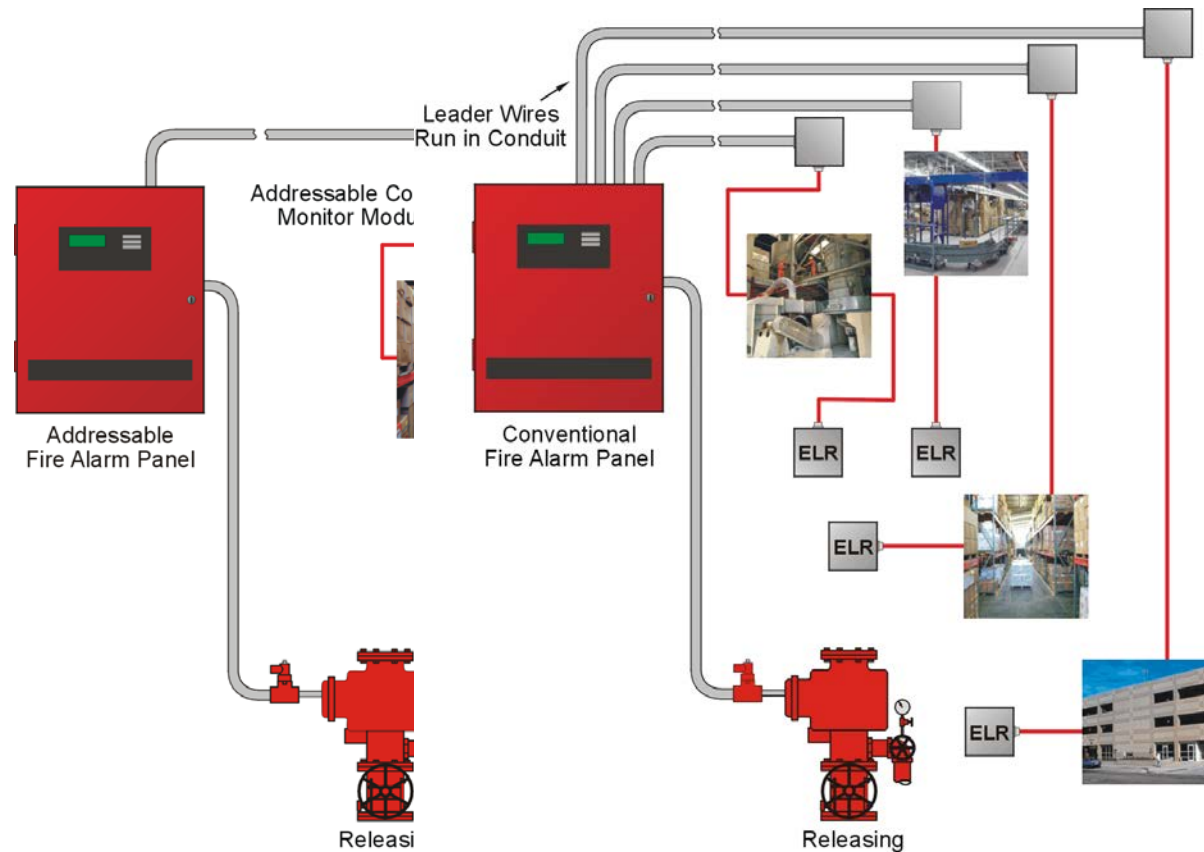 Leader Wires
Run in Conduit
Addressable Co
Monitor Modu
Addressable
Fire Alarm Panel
Conventional
Fire Alarm Panel
ELR
ELR
ELR
ELR
Releasi
Releasing